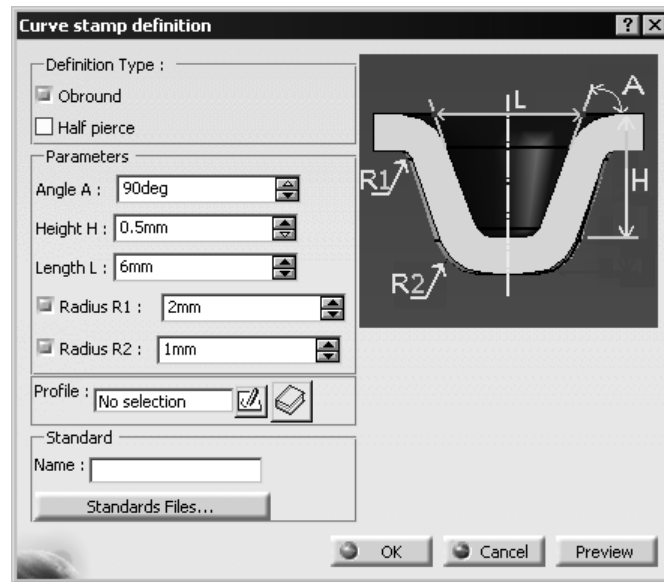 Curve stamp definition
Definition Type :
Obround
Half pierce
Parameters
Angle A : 90deg
Height H : 0.5mm
Length L : 6mm
Radius R1 : 2mm
Radius R2 : 1mm
Profile : No selection
Standard
Name :
Standards Files...
L
A
R1
H
R2
OK Cancel Preview